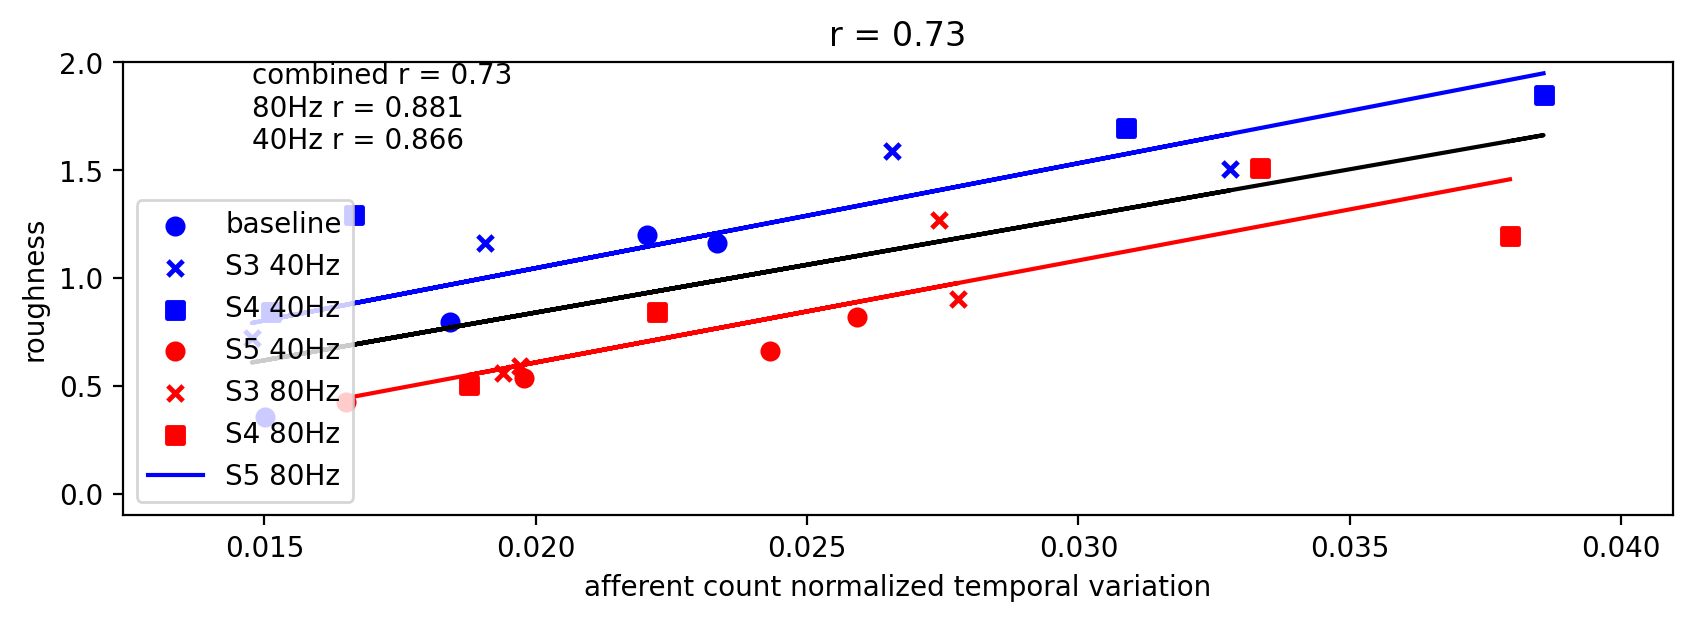 r = 0.73
combined r = 0.73
80Hz r = 0.881
40Hz r = 0.866
2.0
1.5
1.0
0.5
0.0
roughness
baseline
S3 40Hz
S4 40Hz
S5 40Hz
S3 80Hz
S4 80Hz
S5 80Hz
0.015 0.020 0.025 0.030 0.035 0.040
afferent count normalized temporal variation